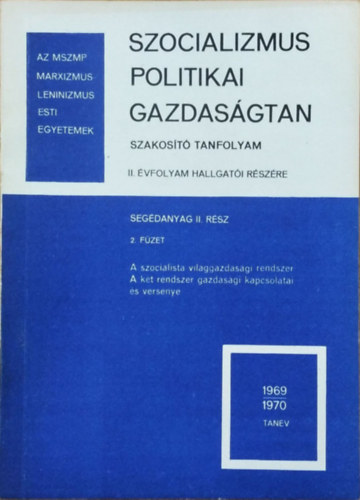 AZ MSZMP
MARXIZMUS-
LENINIZMUS
ESTI
EGYETEMEK
SZOCIALIZMUS
POLITIKAI
GAZDASÁGTAN
SZAKOSÍTÓ TANFOLYAM
II. ÉVFOLYAM HALLGATÓI RÉSZÉRE
SEGÉDANYAG II. RÉSZ
2. FÜZET
A szocialista világgazdasági rendszer
A két rendszer gazdasági kapcsolatai
és versenye
1969
1970
TANÉV